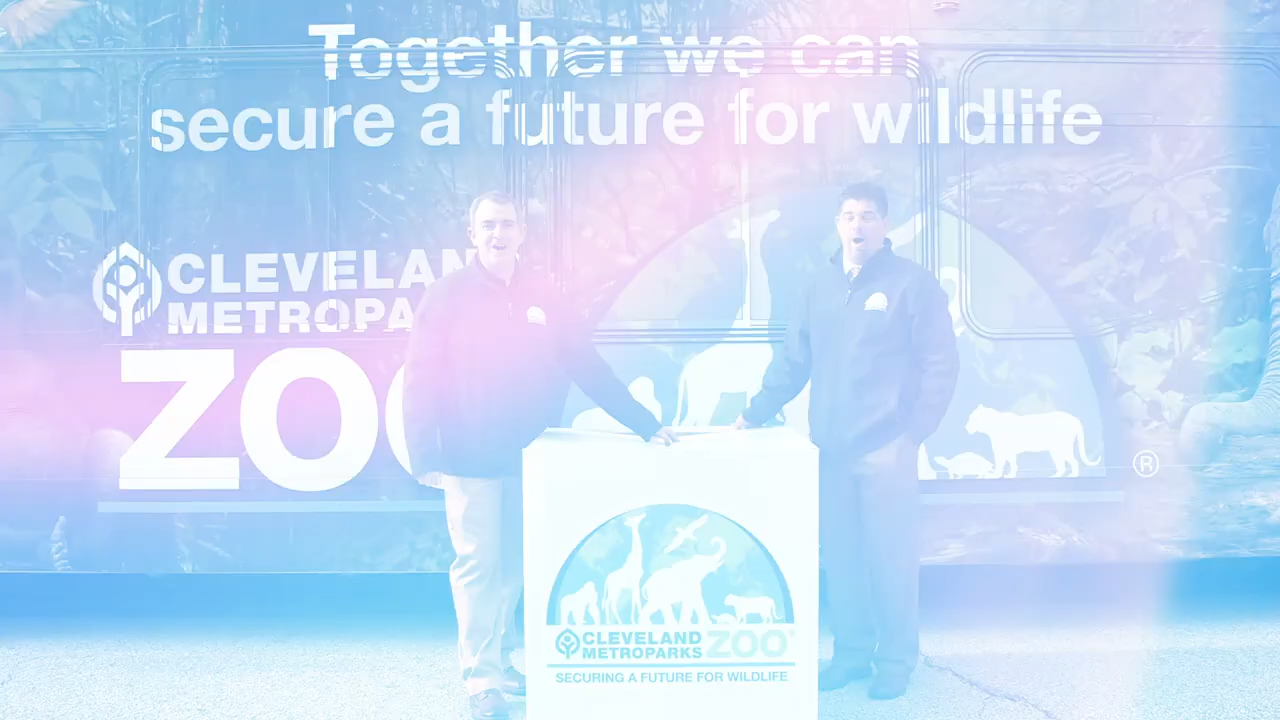 Together we can
secure a future for wildlife
CLEVELAN
METROPA
ZOO
®
CLEVELAND
METROPARKS ZOO®
SECURING A FUTURE FOR WILDLIFE